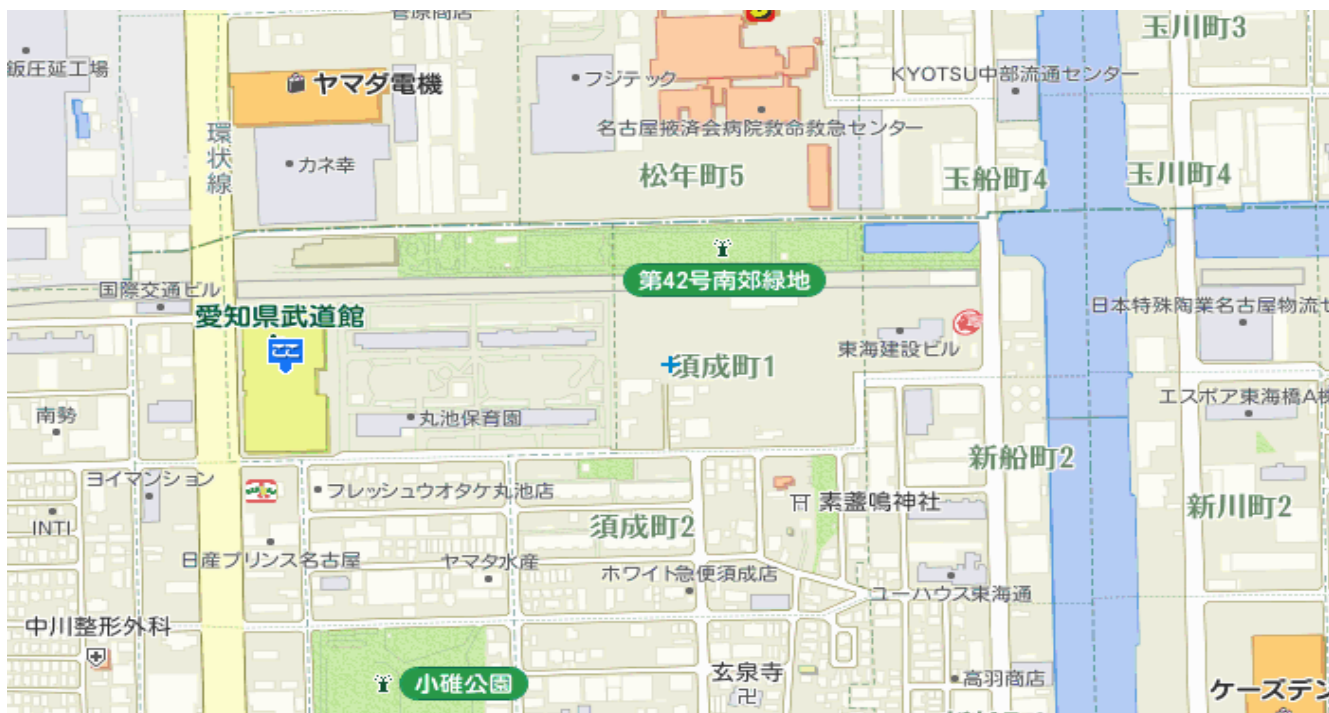 玉川町3
飯圧延工場
ヤマダ電機
フジテック
KYOTSU中部流通センター
環状線
名古屋掖済会病院救命救急センター
カネ幸
松年町5
玉船町4
玉川町4
第42号南郊緑地
国際交通ビル
愛知県武道館
日本特殊陶業名古屋物流セ
東海建設ビル
須成町1
エスポア東海橋A棟
南勢
丸池保育園
新船町2
ヨイマンション
フレッシュウオタケ丸池店
素盞鳴神社
新川町2
INTI
須成町2
日産プリンス名古屋
ヤマタ水産
ホワイト急便須成店
ユーハウス東海通
中川整形外科
玄泉寺
小碓公園
高羽商店
ケーズデン